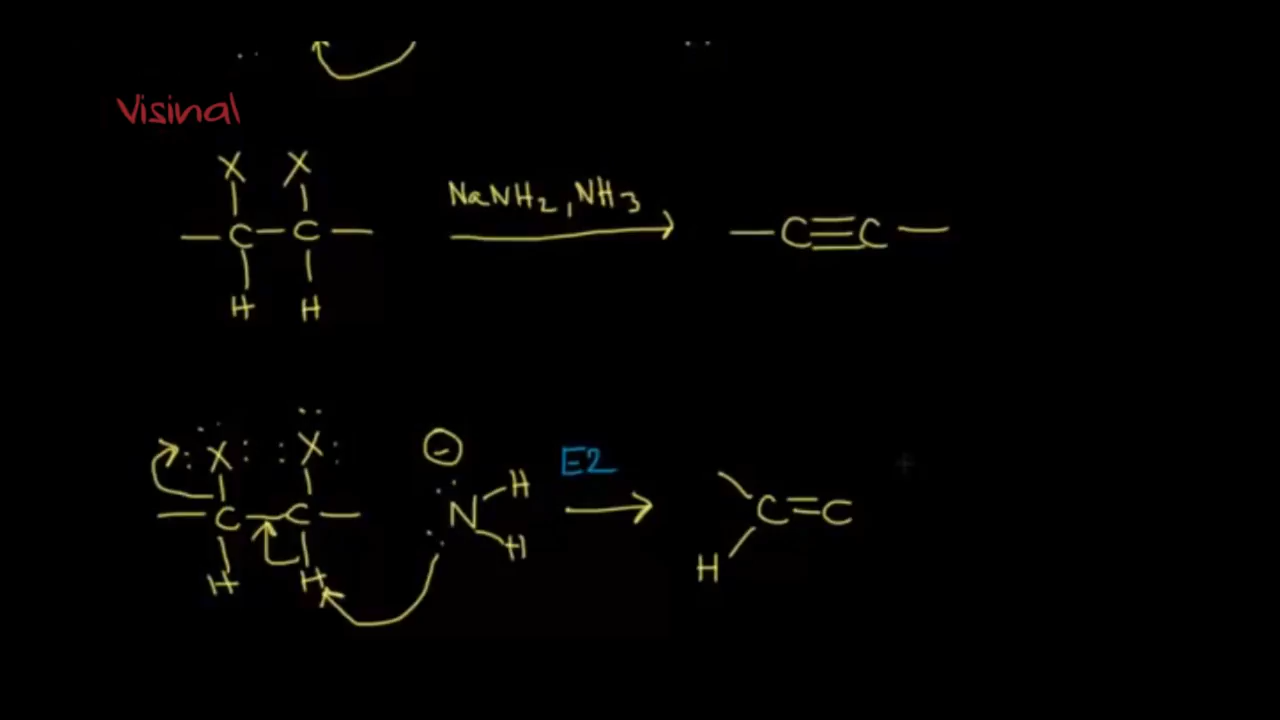 Visinal
X X
NaNH2, NH3
C C C≡C
H H
X X -
H
E2
C C N C=C
H
H H H